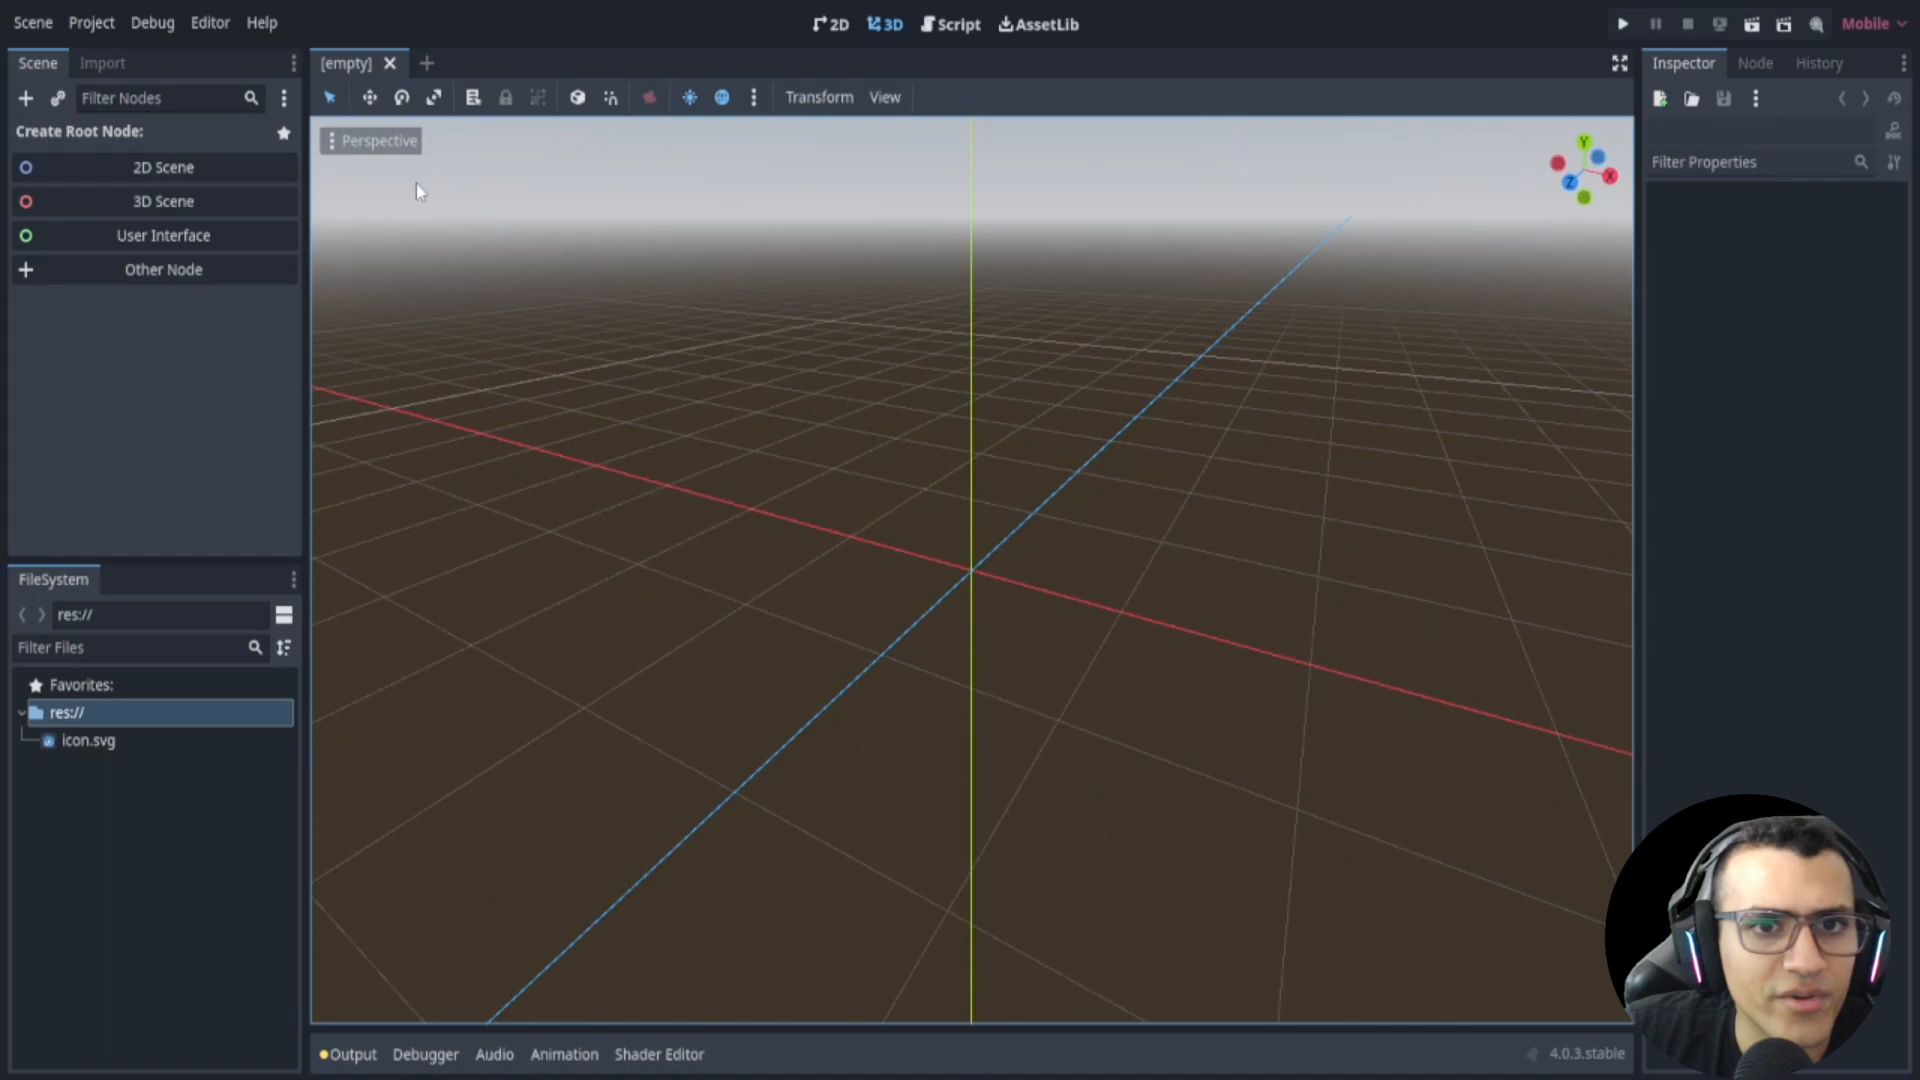 Scene Project Debug Editor Help
2D 3D Script AssetLib
Mobile
Scene Import
[empty]
Inspector Node History
Filter Nodes
Transform View
Create Root Node:
Perspective
Y
X
Z
Filter Properties
2D Scene
3D Scene
User Interface
Other Node
FileSystem
res://
Filter Files
Favorites:
res://
icon.svg
Output Debugger Audio Animation Shader Editor
4.0.3.stable